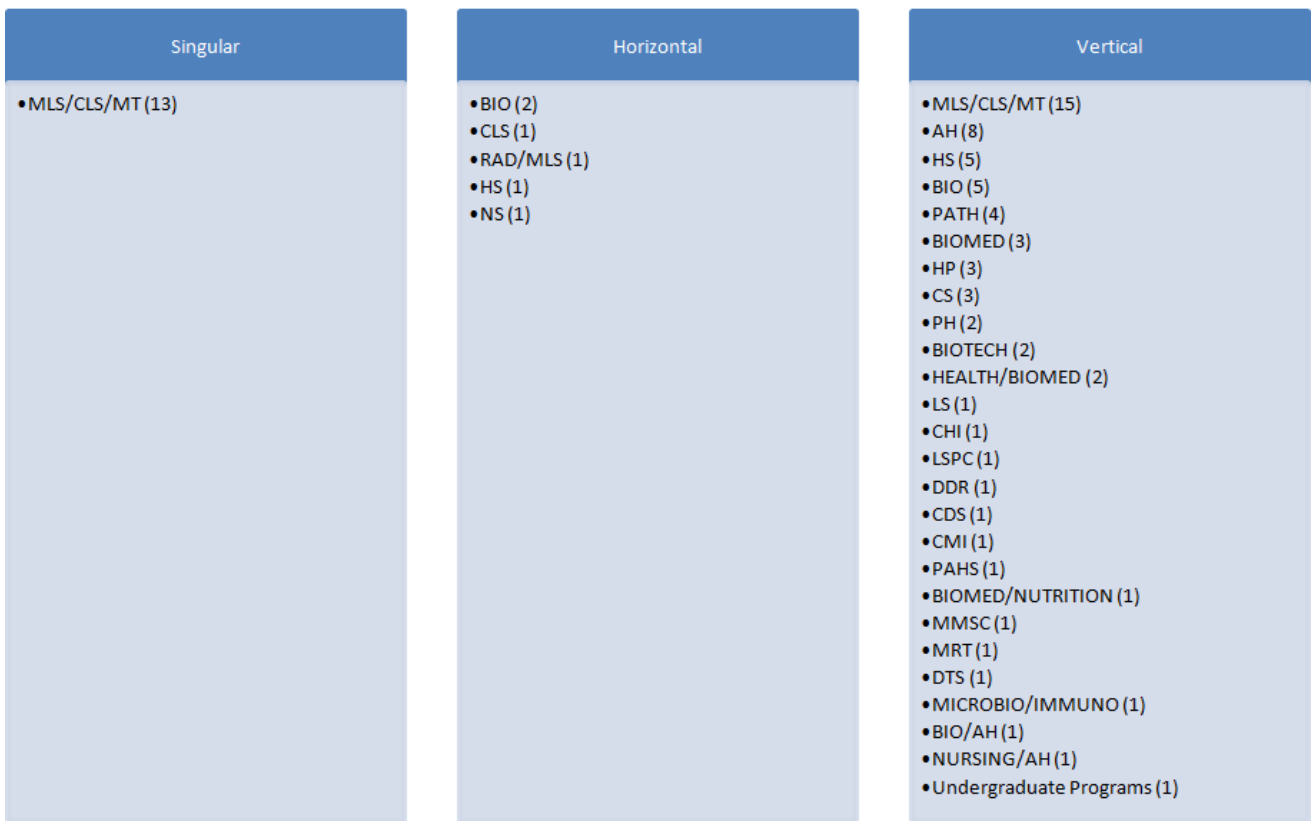 Singular
• MLS/CLS/MT (13)
Horizontal
• BIO (2)
• CLS (1)
• RAD/MLS (1)
• HS (1)
• NS (1)
Vertical
• MLS/CLS/MT (15)
• AH (8)
• HS (5)
• BIO (5)
• PATH (4)
• BIOMED (3)
• HP (3)
• CS (3)
• PH (2)
• BIOTECH (2)
• HEALTH/BIOMED (2)
• LS (1)
• CHI (1)
• LSPC (1)
• DDR (1)
• CDS (1)
• CMI (1)
• PAHS (1)
• BIOMED/NUTRITION (1)
• MMSC (1)
• MRT (1)
• DTS (1)
• MICROBIO/IMMUNO (1)
• BIO/AH (1)
• NURSING/AH (1)
• Undergraduate Programs (1)